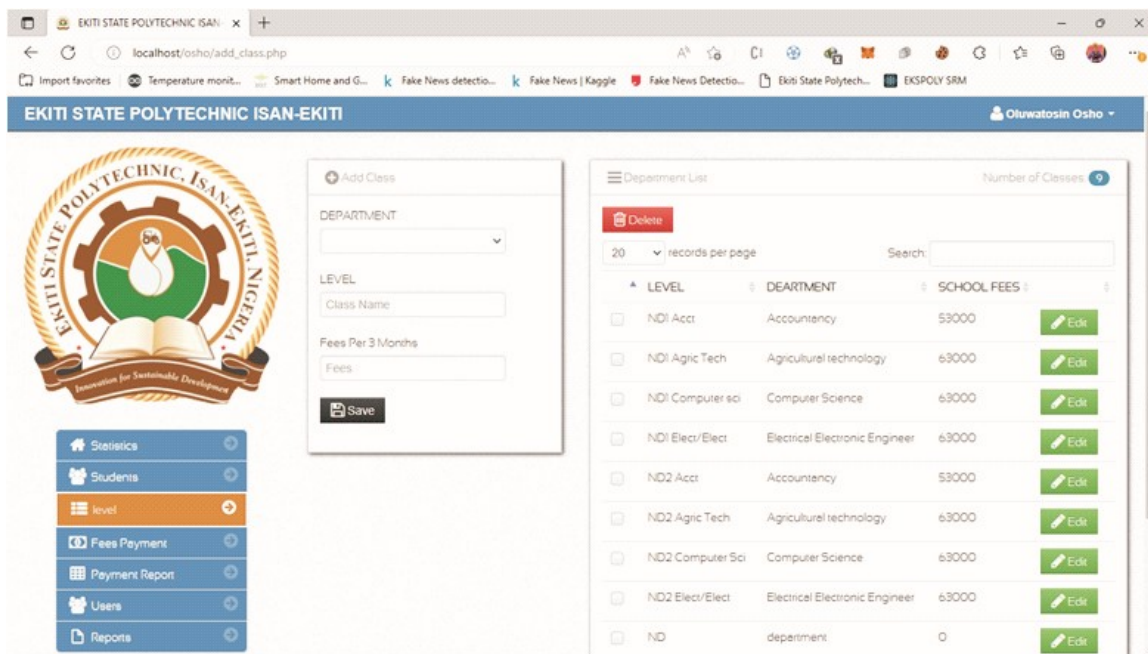 EKITI STATE POLYTECHNIC ISAN-
localhost/osho/add_class.php
Import favorites Temperature monit... Smart Home and G... Fake News detectio... Fake News | Kaggle Fake News Detectio... Ekiti State Polytech... EKSPOLY SRM
EKITI STATE POLYTECHNIC ISAN-EKITI
Oluwatosin Osho
EKITI STATE POLYTECHNIC, ISAN-EKITI, NIGERIA
Innovation for Sustainable Development
Statistics
Students
level
Fees Payment
Payment Report
Users
Reports
Add Class
DEPARTMENT
LEVEL
Class Name
Fees Per 3 Months
Fees
Save
Department List Number of Classes 9
Delete
20 records per page Search:
LEVEL DEARTMENT SCHOOL FEES
ND1 Acct Accountancy 53000 Edit
ND1 Agric Tech Agricultural technology 63000 Edit
ND1 Computer sci Computer Science 63000 Edit
ND1 Elect/Elect Electrical Electronic Engineer 63000 Edit
ND2 Acct Accountancy 53000 Edit
ND2 Agric Tech Agricultural technology 63000 Edit
ND2 Computer Sci Computer Science 63000 Edit
ND2 Elect/Elect Electrical Electronic Engineer 63000 Edit
ND department 0 Edit